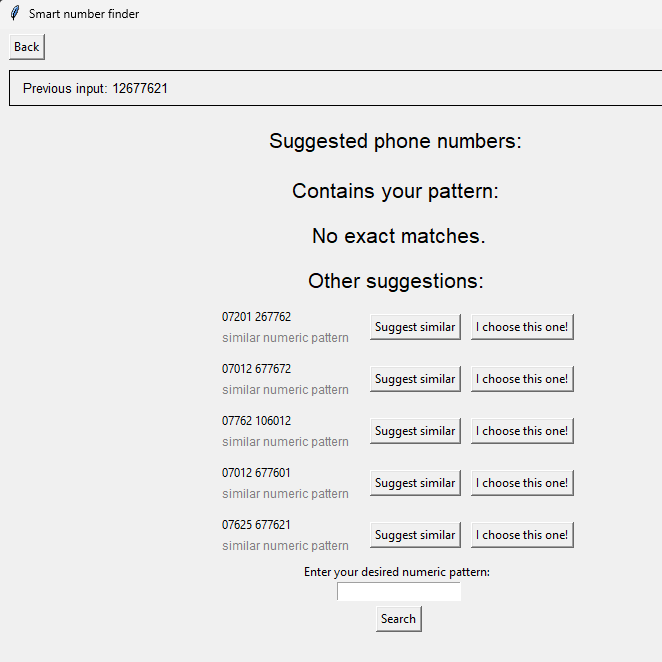 Smart number finder
Back
Previous input: 12677621
Suggested phone numbers:
Contains your pattern:
No exact matches.
Other suggestions:
07201 267762
similar numeric pattern
Suggest similar
I choose this one!
07012 677672
similar numeric pattern
Suggest similar
I choose this one!
07762 106012
similar numeric pattern
Suggest similar
I choose this one!
07012 677601
similar numeric pattern
Suggest similar
I choose this one!
07625 677621
similar numeric pattern
Suggest similar
I choose this one!
Enter your desired numeric pattern:
Search